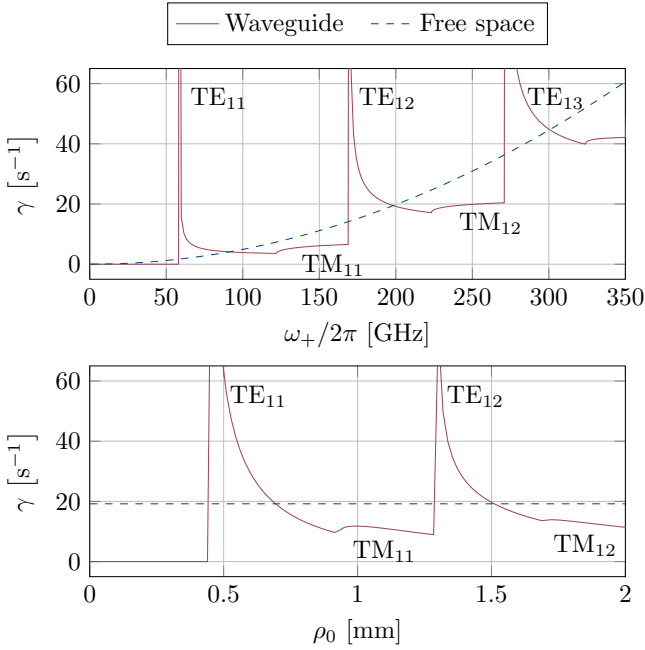 Waveguide Free space
60
40
20
0
γ [s⁻¹]
TE₁₁
TE₁₂
TE₁₃
TM₁₁
TM₁₂
0 50 100 150 200 250 300 350
ω₊/2π [GHz]
60
40
20
0
γ [s⁻¹]
TE₁₁
TE₁₂
TM₁₁
TM₁₂
0 0.5 1 1.5 2
ρ₀ [mm]